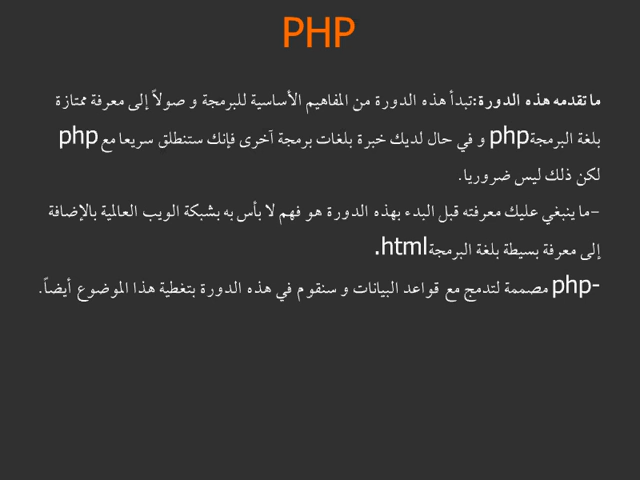 PHP
ما تقدمه هذه الدورة:تبدأ هذه الدورة من المفاهيم الأساسية للبرمجة و صولاً إلى معرفة ممتازة
بلغة البرمجةphp و في حال لديك خبرة بلغات برمجة آخرى فإنك ستنطلق سريعا مع php
لكن ذلك ليس ضروريا.
-ما ينبغي عليك معرفته قبل البدء بهذه الدورة هو فهم لا بأس به بشبكة الويب العالمية بالإضافة
إلى معرفة بسيطة بلغة البرمجةhtml.
-php مصممة لتدمج مع قواعد البيانات و سنقوم في هذه الدورة بتغطية هذا الموضوع أيضاً.